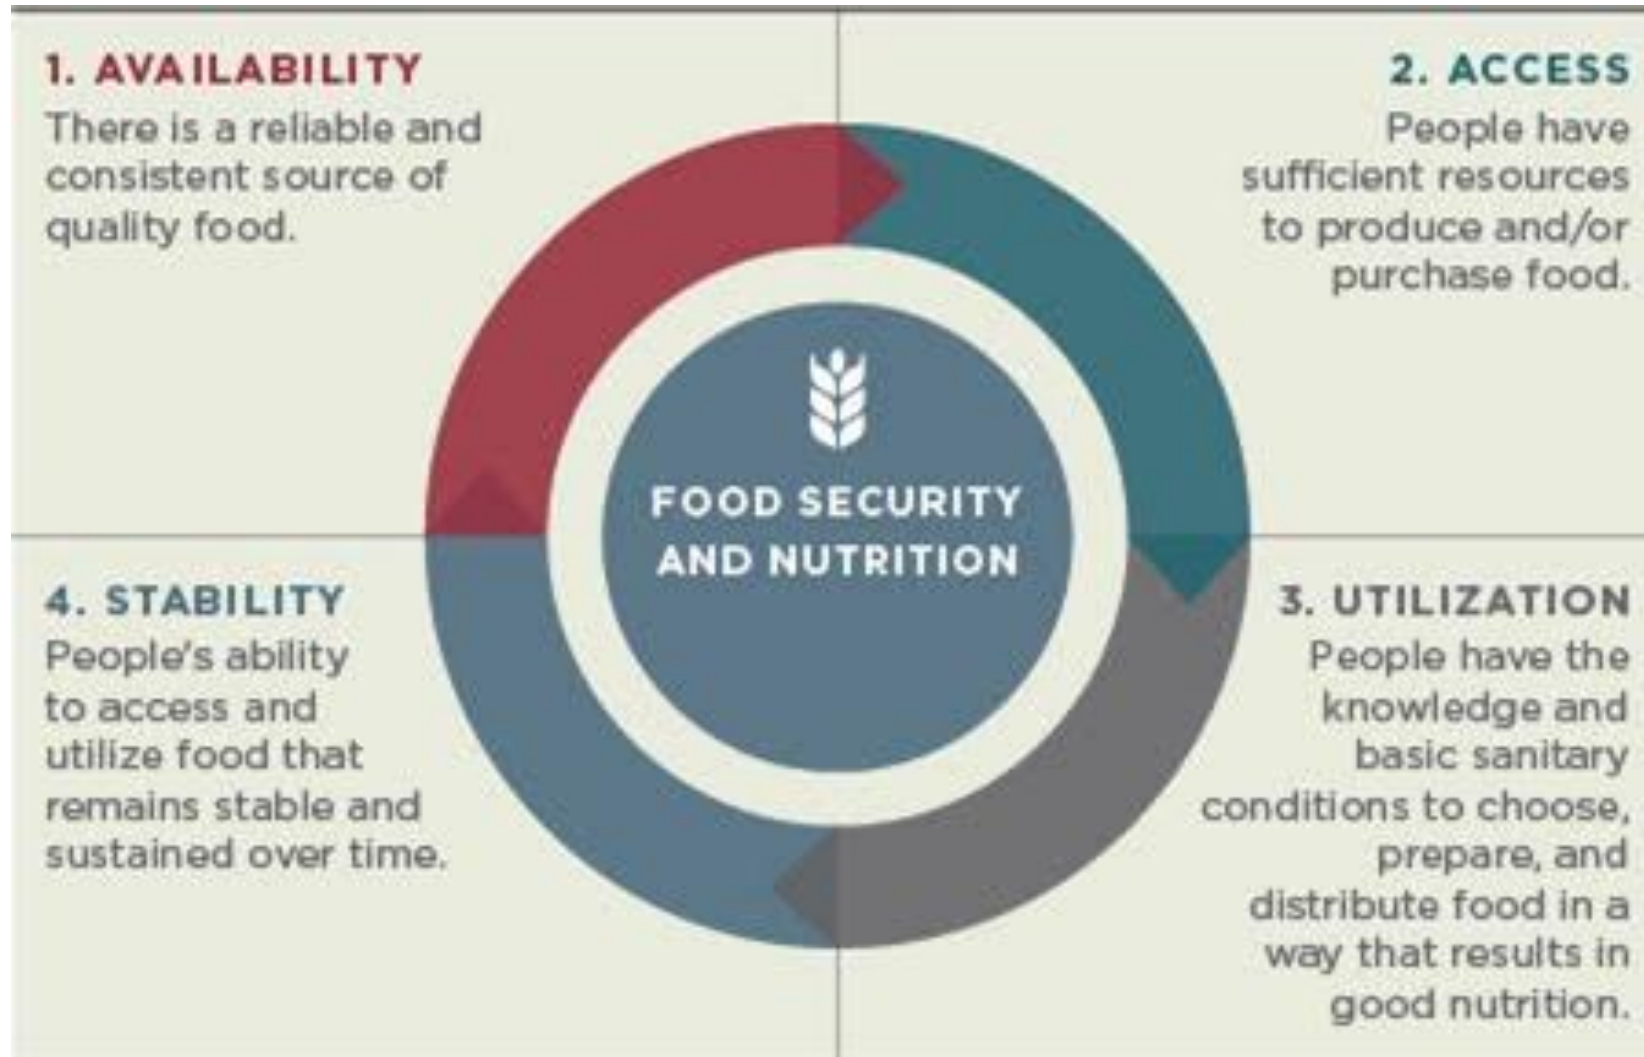 1. AVAILABILITY
There is a reliable and
consistent source of
quality food.
2. ACCESS
People have
sufficient resources
to produce and/or
purchase food.
FOOD SECURITY
AND NUTRITION
3. UTILIZATION
People have the
knowledge and
basic sanitary
conditions to choose,
prepare, and
distribute food in a
way that results in
good nutrition.
4. STABILITY
People's ability
to access and
utilize food that
remains stable and
sustained over time.